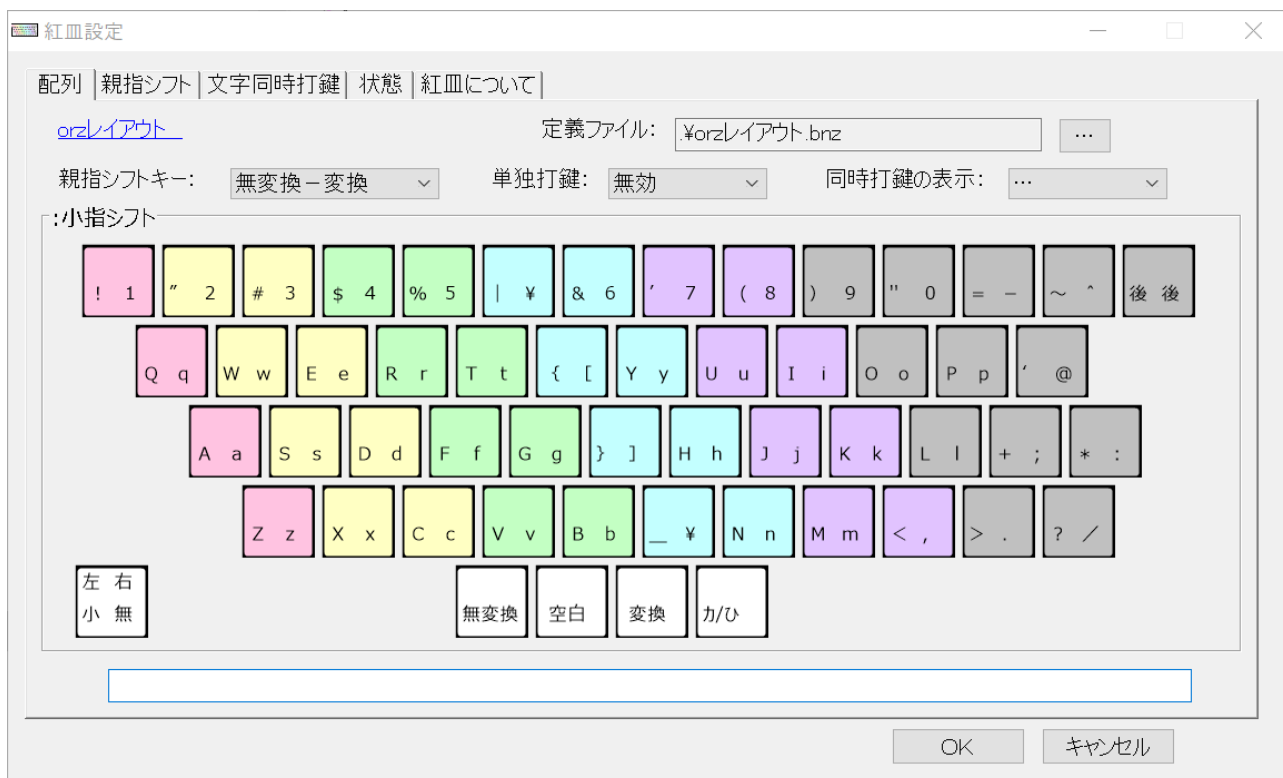 紅皿設定
配列 親指シフト 文字同時打鍵 状態 紅皿について
orzレイアウト 定義ファイル: .¥orzレイアウト.bnz ...
親指シフトキー: 無変換－変換 単独打鍵: 無効 同時打鍵の表示: ...
:小指シフト
! 1 ″ 2 # 3 $ 4 % 5 | ¥ & 6 ′ 7 ( 8 ) 9 " 0 = － ～ ＾ 後 後
Q q W w E e R r T t { [ Y y U u I i O o P p ‘ @
A a S s D d F f G g } ] H h J j K k L l + ; * :
Z z X x C c V v B b ＿ ¥ N n M m ＜ , ＞ . ? ／
左 右
小 無 無変換 空白 変換 カ/ひ
OK キャンセル